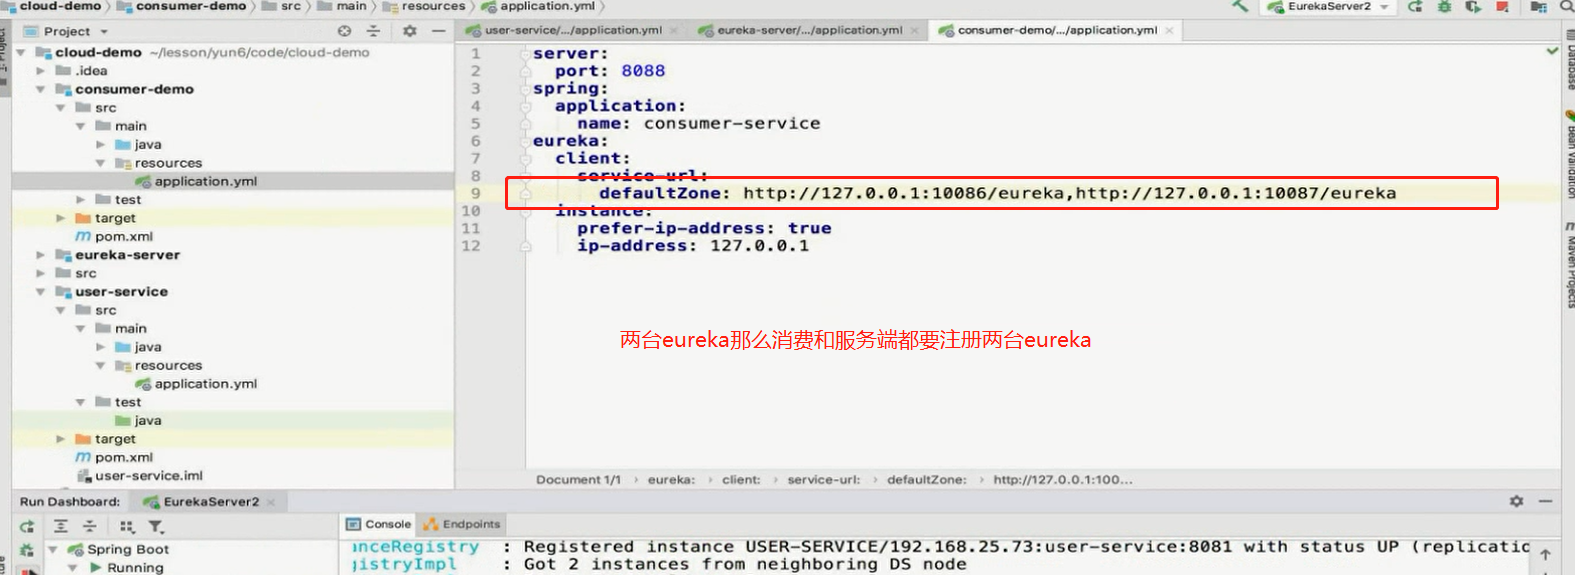 cloud-demo consumer-demo src main resources application.yml
EurekaServer2
Project
user-service/.../application.yml
eureka-server/.../application.yml
consumer-demo/.../application.yml
cloud-demo ~/lesson/yun6/code/cloud-demo
.idea
consumer-demo
src
main
java
resources
application.yml
test
target
pom.xml
eureka-server
src
user-service
src
main
java
resources
application.yml
test
java
target
pom.xml
user-service.iml
1 server:
2 port: 8088
3 spring:
4 application:
5 name: consumer-service
6 eureka:
7 client:
8 service-url:
9 defaultZone: http://127.0.0.1:10086/eureka,http://127.0.0.1:10087/eureka
10 instance:
11 prefer-ip-address: true
12 ip-address: 127.0.0.1
两台eureka那么消费和服务端都要注册两台eureka
Document 1/1 eureka: client: service-url: defaultZone: http://127.0.0.1:100...
Database
Bean Validation
Maven Projects
Run Dashboard: EurekaServer2
Console Endpoints
Spring Boot
Running
nceRegistry : Registered instance USER-SERVICE/192.168.25.73:user-service:8081 with status UP (replicatio
gistryImpl : Got 2 instances from neighboring DS node